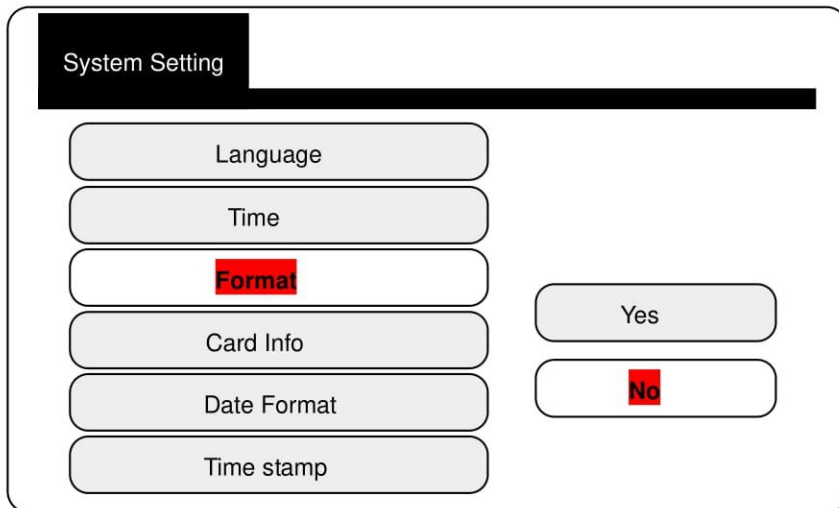 System Setting
Language
Time
Format
Card Info
Date Format
Time stamp
Yes
No